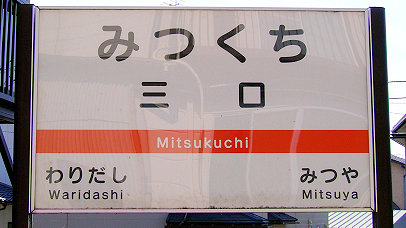 みつくち
三口
Mitsukuchi
わりだし みつや
Waridashi Mitsuya